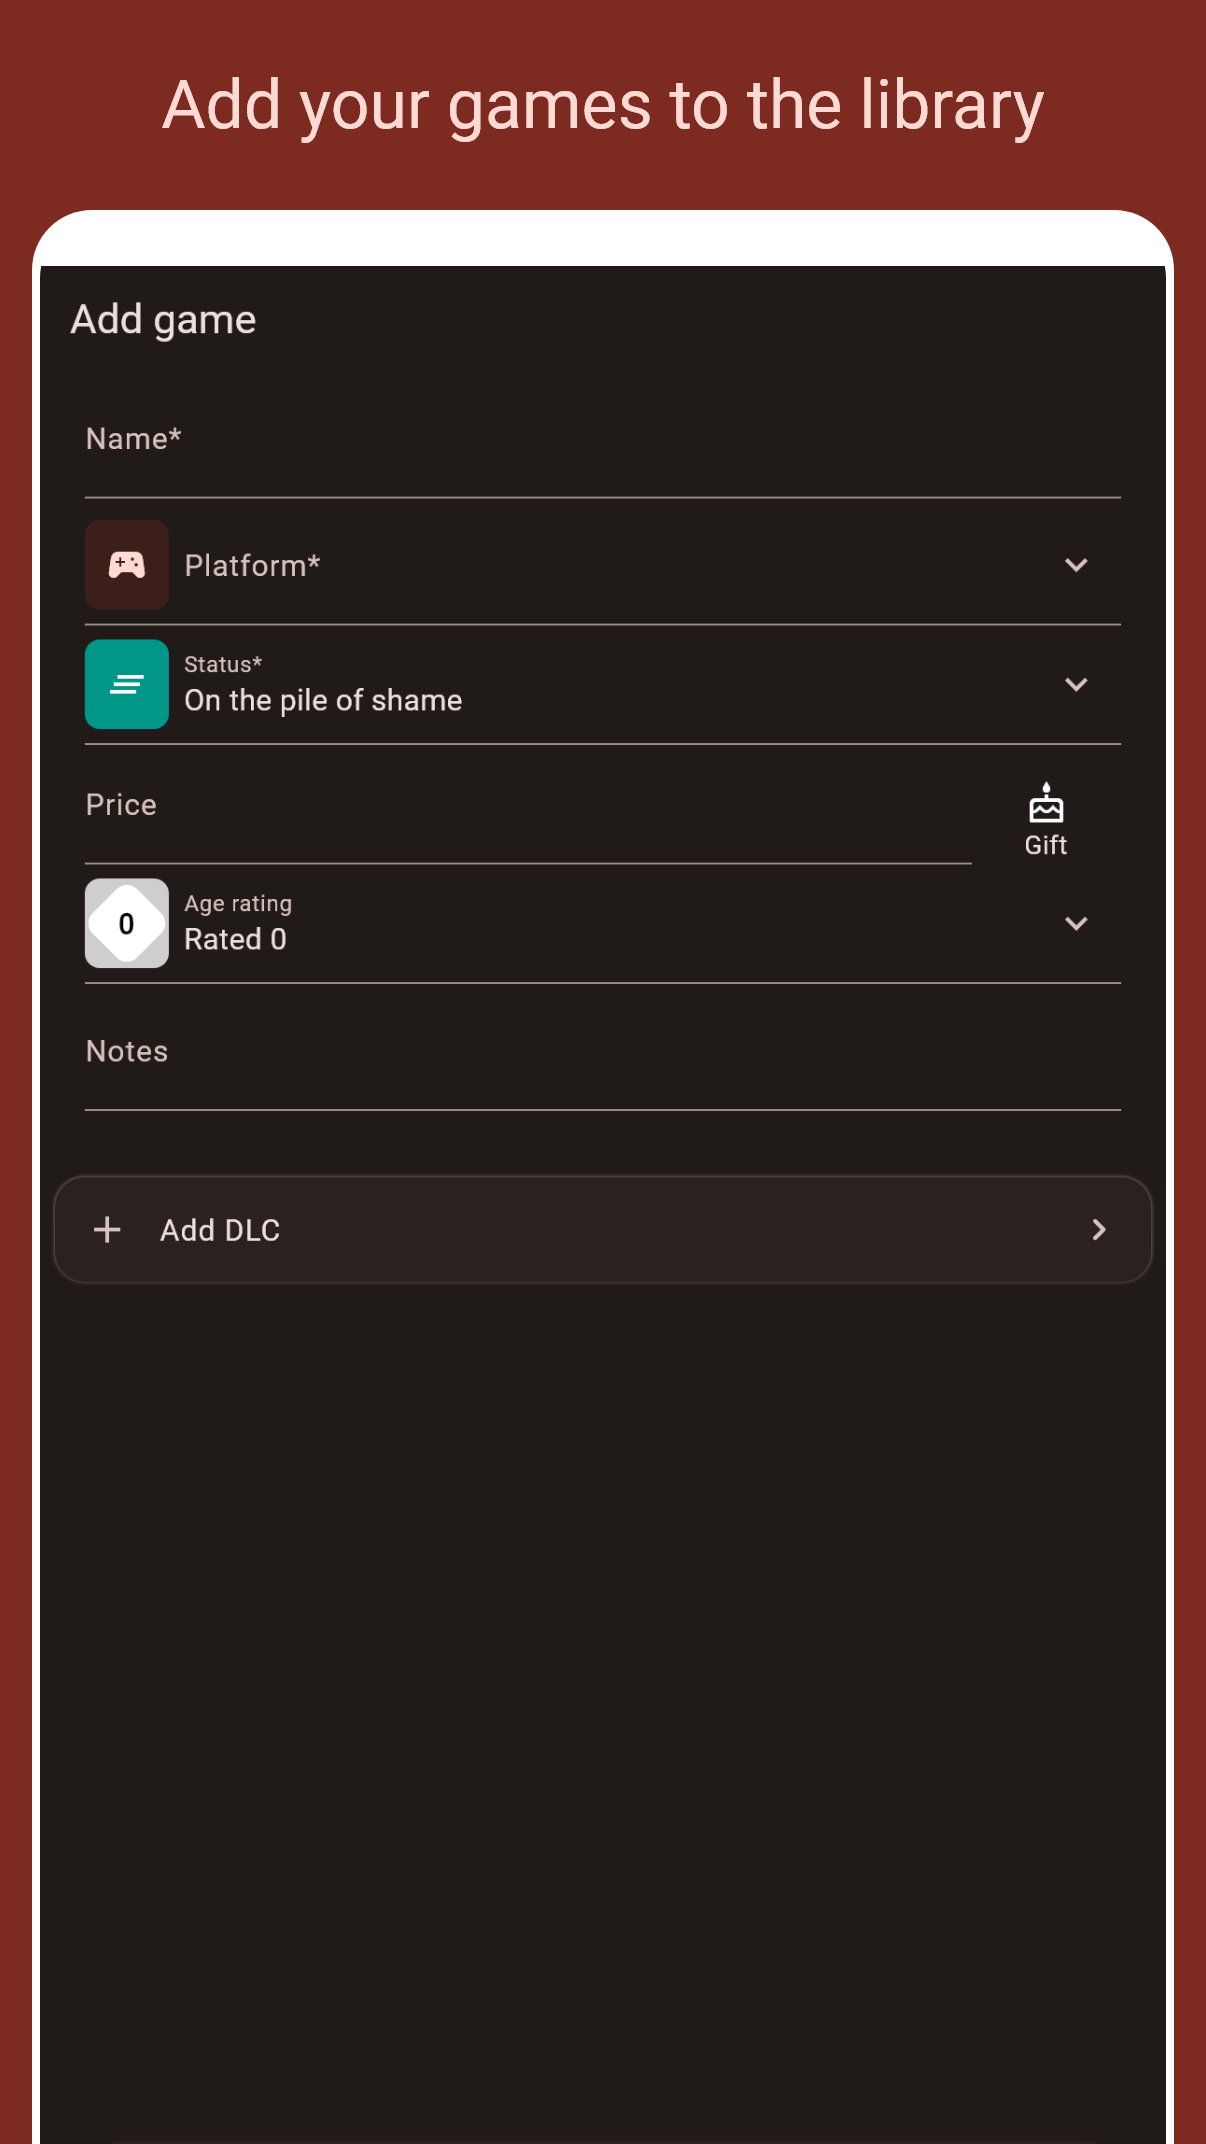 Add your games to the library
Add game
Name*
Platform*
Status*
On the pile of shame
Price
Gift
0
Age rating
Rated 0
Notes
Add DLC